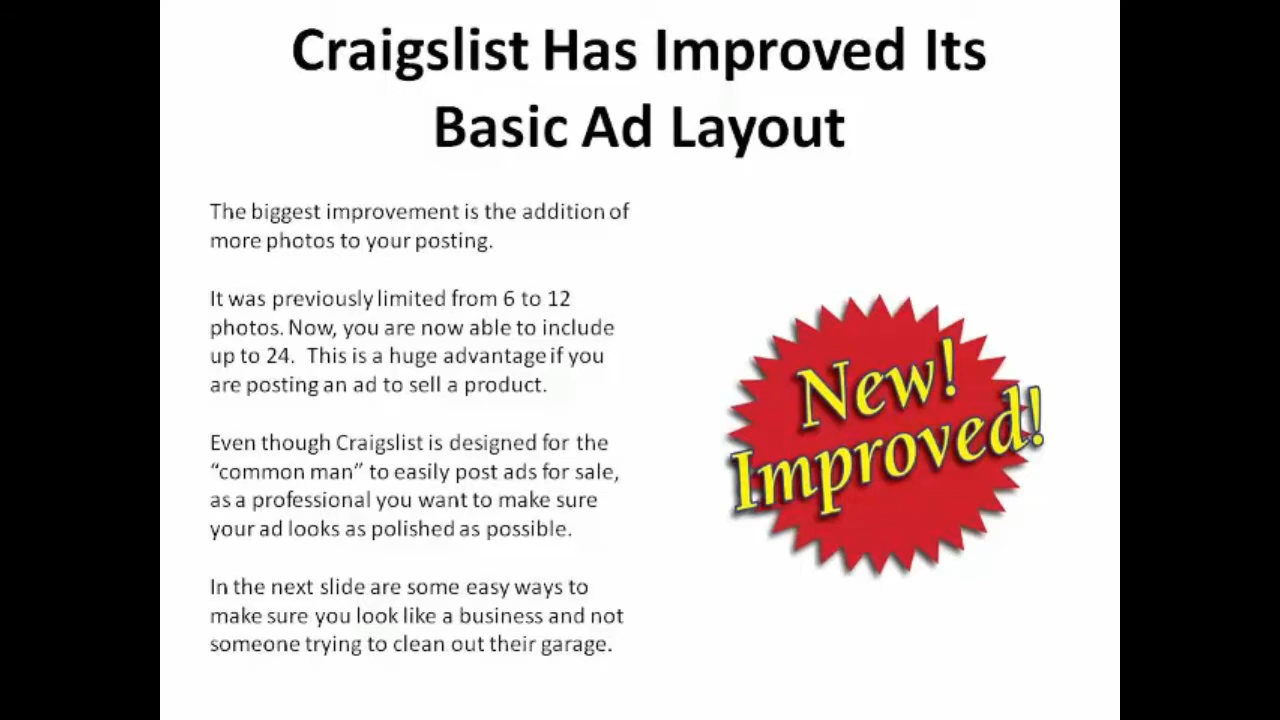 Craigslist Has Improved Its
Basic Ad Layout
The biggest improvement is the addition of
more photos to your posting.
It was previously limited from 6 to 12
photos. Now, you are now able to include
up to 24.  This is a huge advantage if you
are posting an ad to sell a product.
Even though Craigslist is designed for the
“common man” to easily post ads for sale,
as a professional you want to make sure
your ad looks as polished as possible.
In the next slide are some easy ways to
make sure you look like a business and not
someone trying to clean out their garage.
New!
Improved!